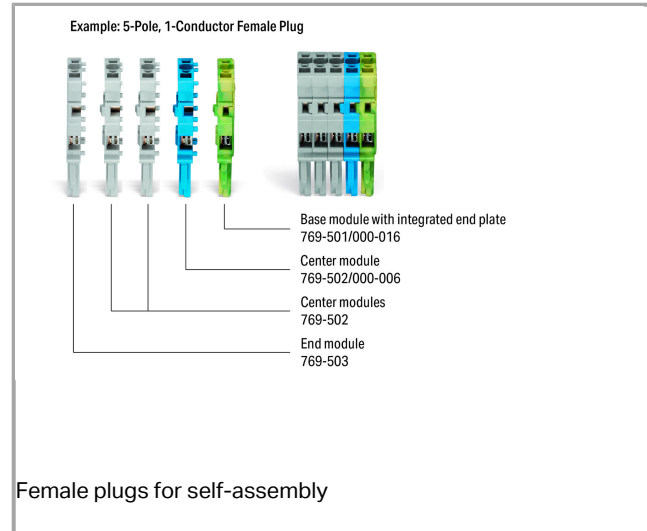 Example: 5-Pole, 1-Conductor Female Plug
Base module with integrated end plate
769-501/000-016
Center module
769-502/000-006
Center modules
769-502
End module
769-503
Female plugs for self-assembly